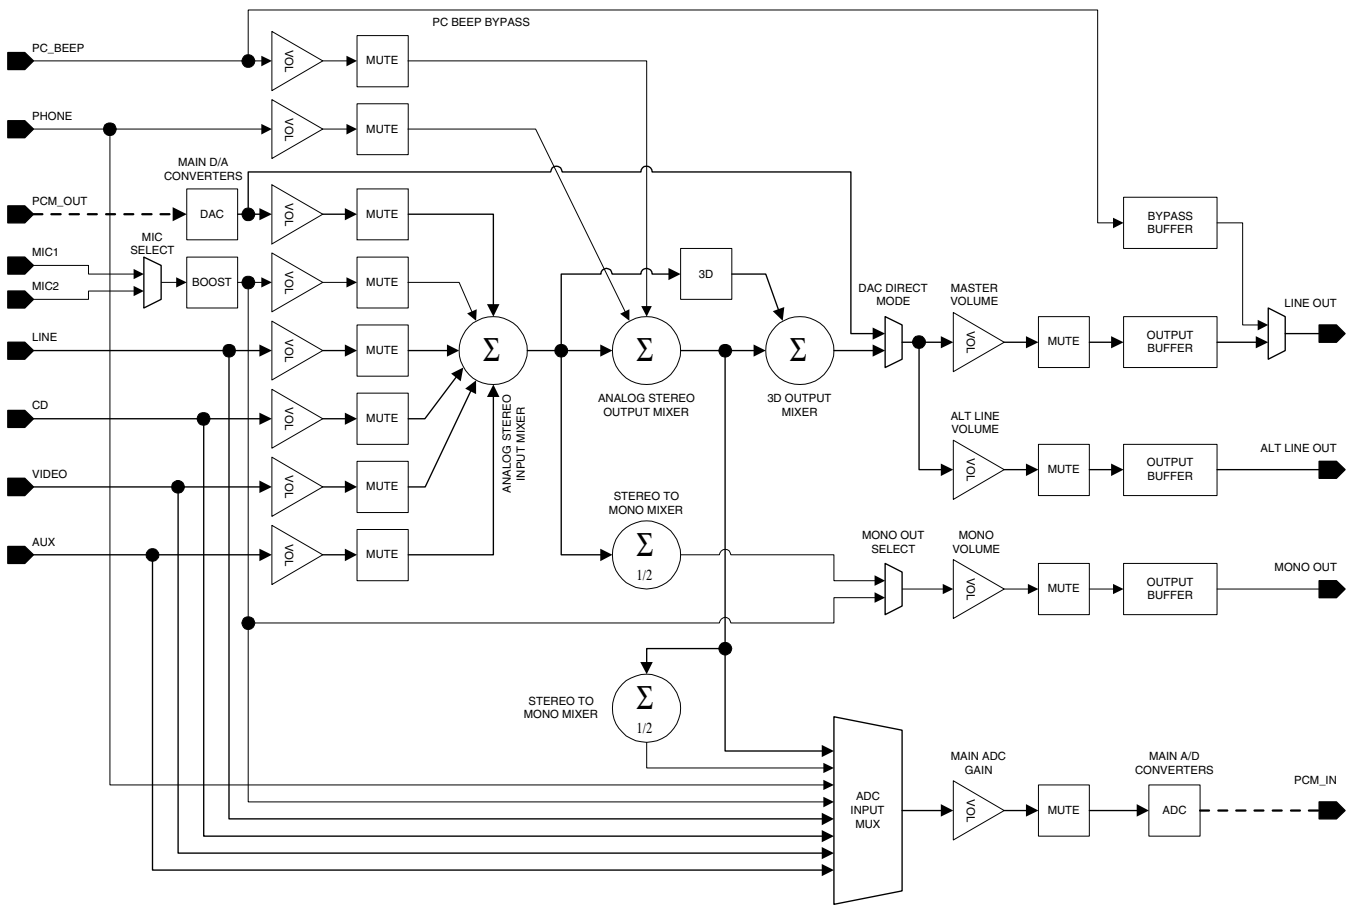 PC BEEP BYPASS
PC_BEEP
VOL
MUTE
PHONE
VOL
MUTE
MAIN D/A
CONVERTERS
PCM_OUT
DAC
VOL
MUTE
BYPASS
BUFFER
MIC1
MIC
SELECT
MIC2
BOOST
VOL
MUTE
3D
DAC DIRECT
MODE
MASTER
VOLUME
LINE OUT
LINE
VOL
MUTE
Σ
ANALOG STEREO
INPUT MIXER
Σ
ANALOG STEREO
OUTPUT MIXER
Σ
3D OUTPUT
MIXER
VOL
MUTE
OUTPUT
BUFFER
CD
VOL
MUTE
ALT LINE
VOLUME
VOL
MUTE
OUTPUT
BUFFER
ALT LINE OUT
VIDEO
VOL
MUTE
STEREO TO
MONO MIXER
Σ
1/2
AUX
VOL
MUTE
MONO OUT
SELECT
MONO
VOLUME
VOL
MUTE
OUTPUT
BUFFER
MONO OUT
STEREO TO
MONO MIXER
Σ
1/2
ADC
INPUT
MUX
MAIN ADC
GAIN
VOL
MUTE
MAIN A/D
CONVERTERS
ADC
PCM_IN